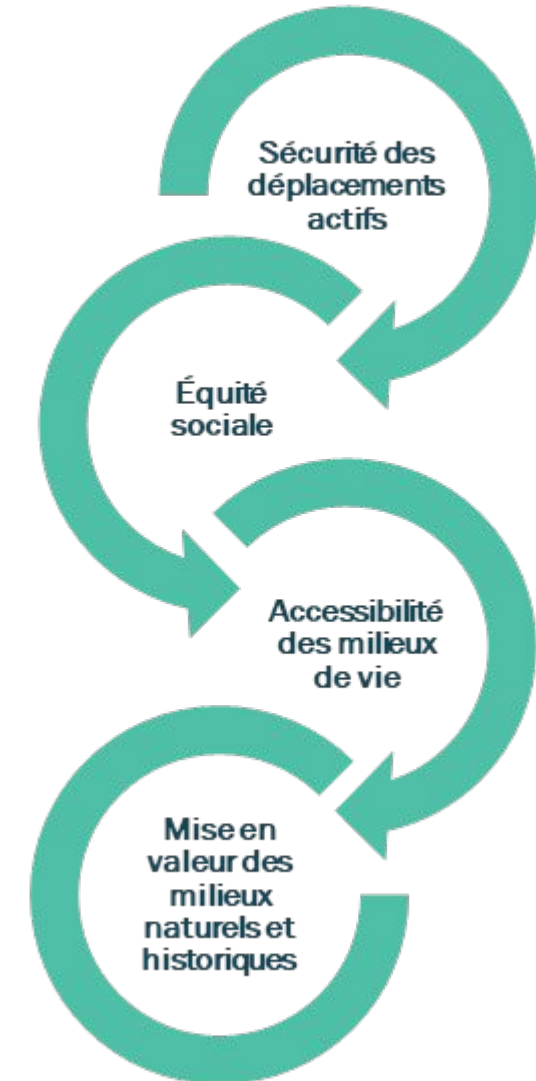 Sécurité des
déplacements
actifs
Équité
sociale
Accessibilité
des milieux
de vie
Mise en
valeur des
milieux
naturels et
historiques